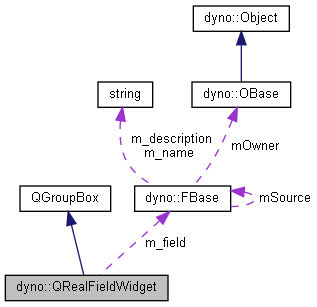 dyno::Object
string
dyno::OBase
m_description
m_name
mOwner
QGroupBox
dyno::FBase
mSource
m_field
dyno::QRealFieldWidget